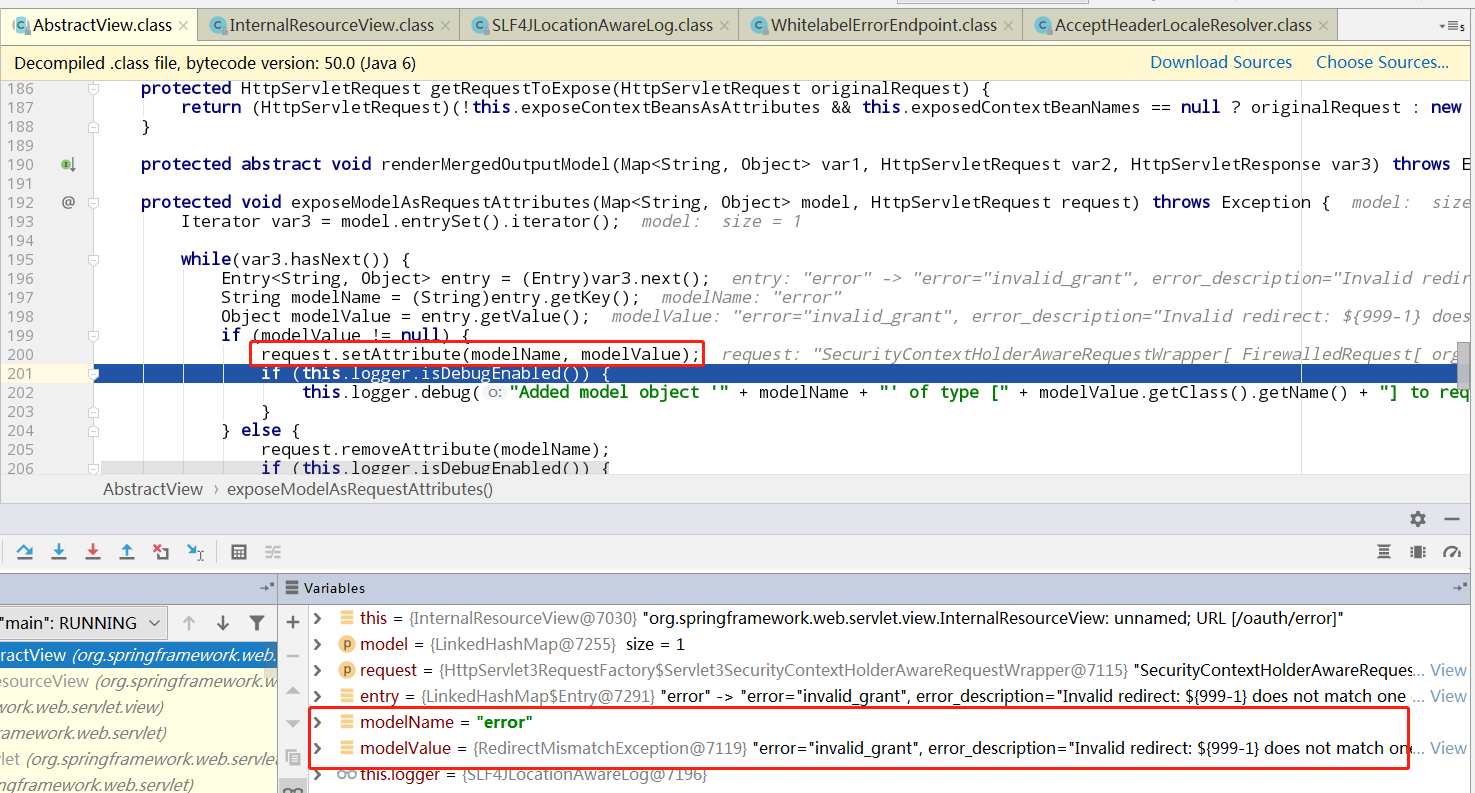 AbstractView.class
InternalResourceView.class
SLF4JLocationAwareLog.class
WhitelabelErrorEndpoint.class
AcceptHeaderLocaleResolver.class
5
Decompiled .class file, bytecode version: 50.0 (Java 6)
Download Sources
Choose Sources...
186 protected HttpServletRequest getRequestToExpose(HttpServletRequest originalRequest) {
187 return (HttpServletRequest)(!this.exposeContextBeansAsAttributes && this.exposedContextBeanNames == null ? originalRequest : new
188 }
189
190 protected abstract void renderMergedOutputModel(Map<String, Object> var1, HttpServletRequest var2, HttpServletResponse var3) throws E
191
192 @ protected void exposeModelAsRequestAttributes(Map<String, Object> model, HttpServletRequest request) throws Exception { model: size
193 Iterator var3 = model.entrySet().iterator(); model: size = 1
194
195 while(var3.hasNext()) {
196 Entry<String, Object> entry = (Entry)var3.next(); entry: "error" -> "error="invalid_grant", error_description="Invalid redir
197 String modelName = (String)entry.getKey(); modelName: "error"
198 Object modelValue = entry.getValue(); modelValue: "error="invalid_grant", error_description="Invalid redirect: ${999-1} does
199 if (modelValue != null) {
200 request.setAttribute(modelName, modelValue); request: "SecurityContextHolderAwareRequestWrapper[ FirewalledRequest[ org
201 if (this.logger.isDebugEnabled()) {
202 this.logger.debug( o: "Added model object '" + modelName + "' of type [" + modelValue.getClass().getName() + "] to req
203 }
204 } else {
205 request.removeAttribute(modelName);
206 if (this.logger.isDebugEnabled()) {
AbstractView › exposeModelAsRequestAttributes()
Variables
"main": RUNNING
ractView (org.springframework.web.
esourceView (org.springframework.w
work.web.servlet.view)
ramework.web.servlet)
let (org.springframework.web.servlet
ingframework.web.servlet)
this = {InternalResourceView@7030} "org.springframework.web.servlet.view.InternalResourceView: unnamed; URL [/oauth/error]"
model = {LinkedHashMap@7255} size = 1
request = {HttpServlet3RequestFactory$Servlet3SecurityContextHolderAwareRequestWrapper@7115} "SecurityContextHolderAwareReques... View
entry = {LinkedHashMap$Entry@7291} "error" -> "error="invalid_grant", error_description="Invalid redirect: ${999-1} does not match one ... View
modelName = "error"
modelValue = {RedirectMismatchException@7119} "error="invalid_grant", error_description="Invalid redirect: ${999-1} does not match one... View
this.logger = {SLF4JLocationAwareLog@7196}